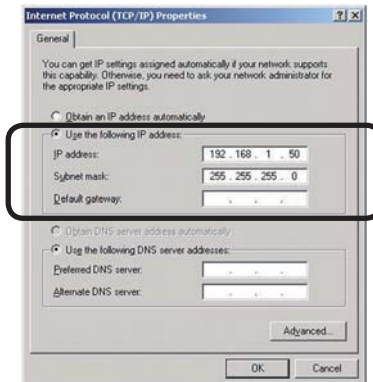 Internet Protocol (TCP/IP) Properties
General
You can get IP settings assigned automatically if your network supports
this capability. Otherwise, you need to ask your network administrator for
the appropriate IP settings.
Obtain an IP address automatically
Use the following IP address:
IP address: 192 . 168 . 1 . 50
Subnet mask: 255 . 255 . 255 . 0
Default gateway: . . .
Obtain DNS server address automatically
Use the following DNS server addresses:
Preferred DNS server: . . .
Alternate DNS server: . . .
Advanced...
OK Cancel